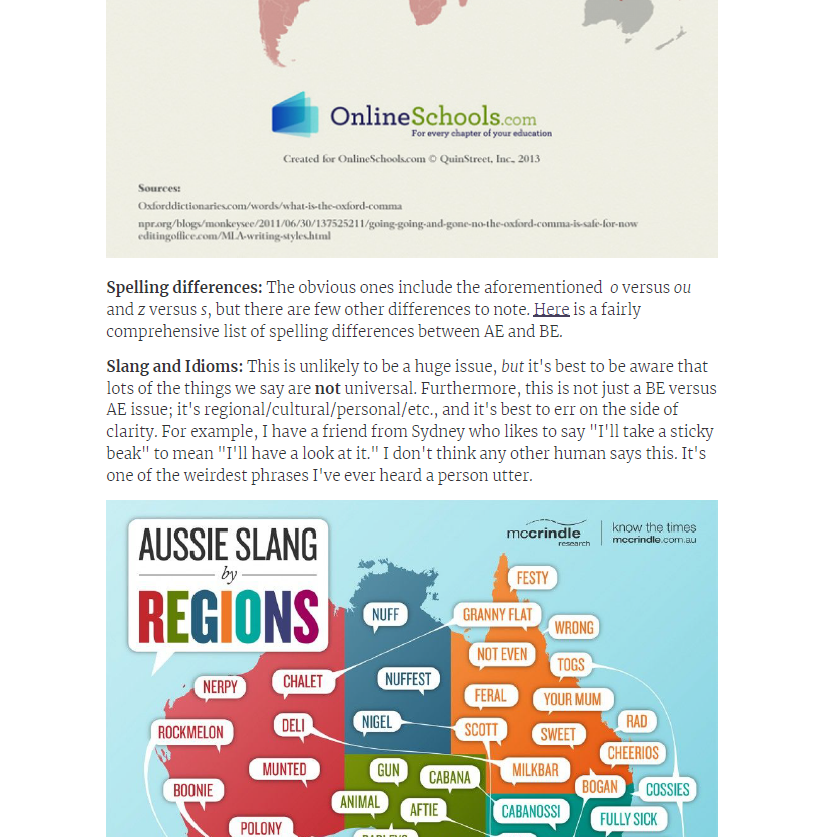 OnlineSchools.com
For every chapter of your education
Created for OnlineSchools.com © QuinStreet, Inc., 2013
Sources:
Oxforddictionaries.com/words/what-is-the-oxford-comma
npr.org/blogs/monkeysee/2011/06/30/137525211/going-going-and-gone-no-the-oxford-comma-is-safe-for-now
editingoffice.com/MLA-writing-styles.html
Spelling differences: The obvious ones include the aforementioned o versus ou
and z versus s, but there are few other differences to note. Here is a fairly
comprehensive list of spelling differences between AE and BE.
Slang and Idioms: This is unlikely to be a huge issue, but it's best to be aware that
lots of the things we say are not universal. Furthermore, this is not just a BE versus
AE issue; it's regional/cultural/personal/etc., and it's best to err on the side of
clarity. For example, I have a friend from Sydney who likes to say "I'll take a sticky
beak" to mean "I'll have a look at it." I don't think any other human says this. It's
one of the weirdest phrases I've ever heard a person utter.
AUSSIE SLANG
by
REGIONS
mccrindle
research
know the times
mccrindle.com.au
FESTY
NUFF
GRANNY FLAT
WRONG
NOT EVEN
TOGS
NERPY
CHALET
NUFFEST
FERAL
YOUR MUM
ROCKMELON
DELI
NIGEL
SCOTT
SWEET
RAD
CHEERIOS
MUNTED
GUN
CABANA
MILKBAR
BOONIE
BOGAN
COSSIES
ANIMAL
AFTIE
CABANOSSI
FULLY SICK
POLONY